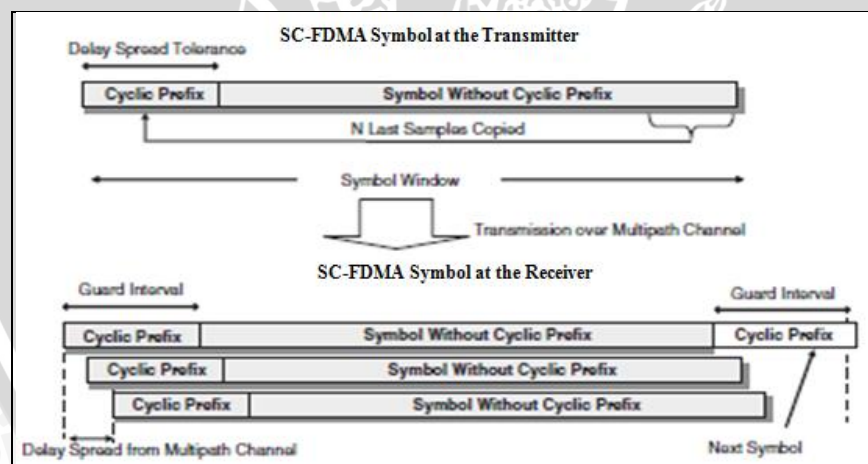 SC-FDMA Symbol at the Transmitter
Delay Spread Tolerance
Cyclic Prefix Symbol Without Cyclic Prefix
N Last Samples Copied
Symbol Window
Transmission over Multipath Channel
SC-FDMA Symbol at the Receiver
Guard Interval Guard Interval
Cyclic Prefix Symbol Without Cyclic Prefix Cyclic Prefix
Cyclic Prefix Symbol Without Cyclic Prefix
Cyclic Prefix Symbol Without Cyclic Prefix
Delay Spread from Multipath Channel Next Symbol